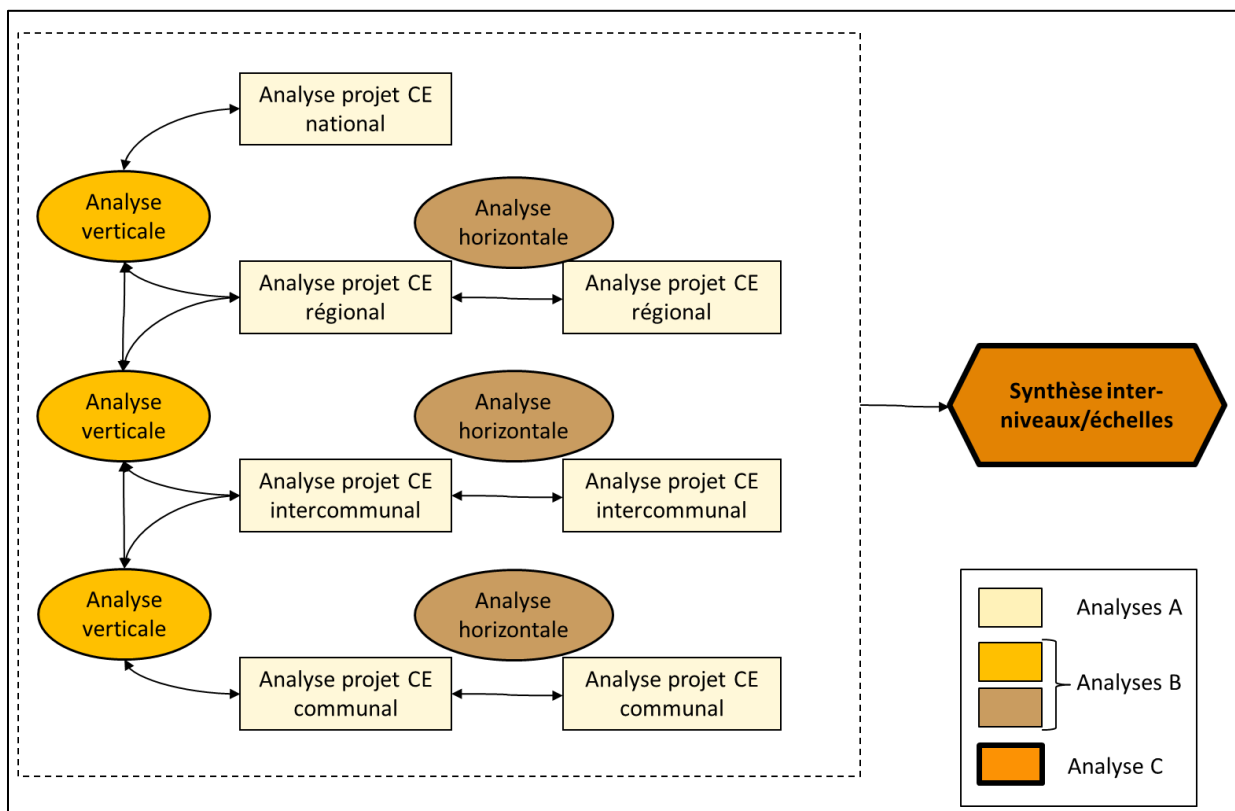 Analyse projet CE
national
Analyse
verticale
Analyse
horizontale
Analyse projet CE
régional
Analyse projet CE
régional
Analyse
verticale
Analyse
horizontale
Analyse projet CE
intercommunal
Analyse projet CE
intercommunal
Analyse
verticale
Analyse
horizontale
Analyse projet CE
communal
Analyse projet CE
communal
Synthèse inter-
niveaux/échelles
Analyses A
Analyses B
Analyse C